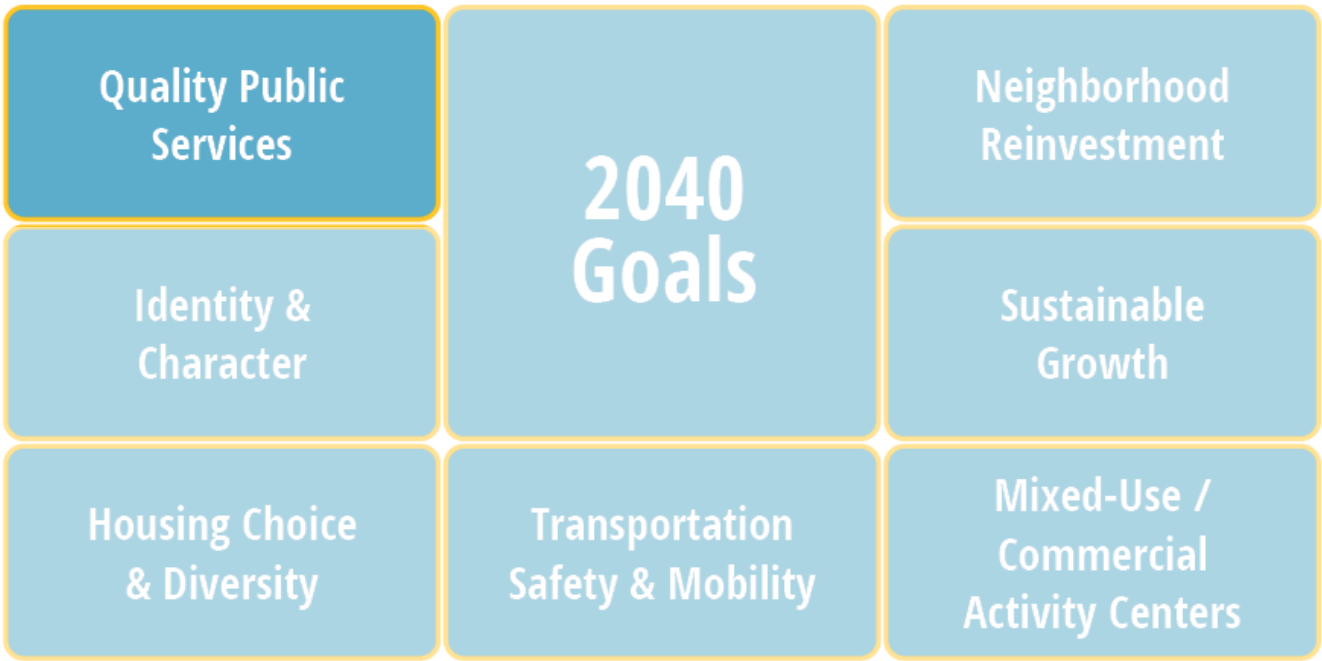 Quality Public
Services
2040
Goals
Neighborhood
Reinvestment
Identity &
Character
Sustainable
Growth
Housing Choice
& Diversity
Transportation
Safety & Mobility
Mixed-Use /
Commercial
Activity Centers